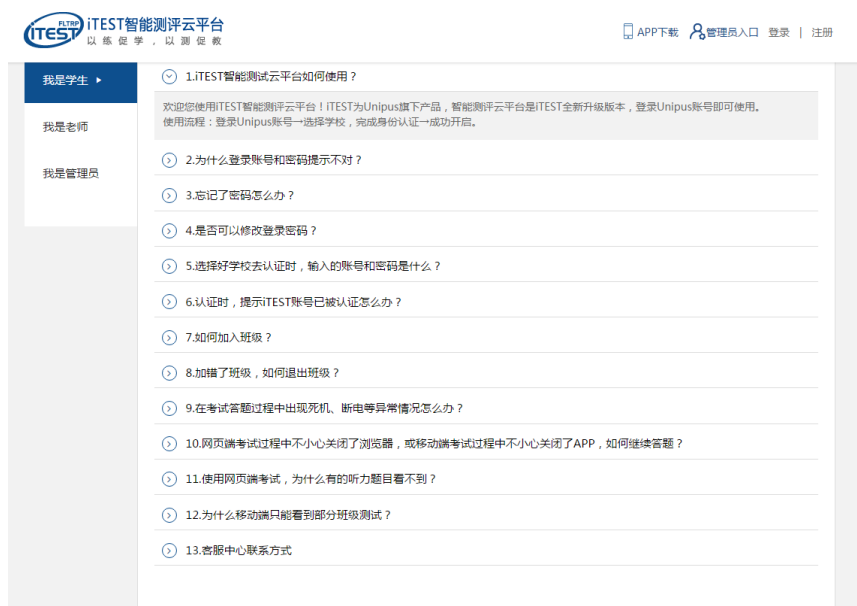 FLTRP
iTEST
iTEST智能测评云平台
以练促学，以测促教
APP下载 管理员入口 登录 | 注册
我是学生
我是老师
我是管理员
1.iTEST智能测试云平台如何使用？
欢迎您使用iTEST智能测评云平台！iTEST为Unipus旗下产品，智能测评云平台是iTEST全新升级版本，登录Unipus账号即可使用。
使用流程：登录Unipus账号→选择学校，完成身份认证→成功开启。
2.为什么登录账号和密码提示不对？
3.忘记了密码怎么办？
4.是否可以修改登录密码？
5.选择好学校去认证时，输入的账号和密码是什么？
6.认证时，提示iTEST账号已被认证怎么办？
7.如何加入班级？
8.加错了班级，如何退出班级？
9.在考试答题过程中出现死机、断电等异常情况怎么办？
10.网页端考试过程中不小心关闭了浏览器，或移动端考试过程中不小心关闭了APP，如何继续答题？
11.使用网页端考试，为什么有的听力题目看不到？
12.为什么移动端只能看到部分班级测试？
13.客服中心联系方式